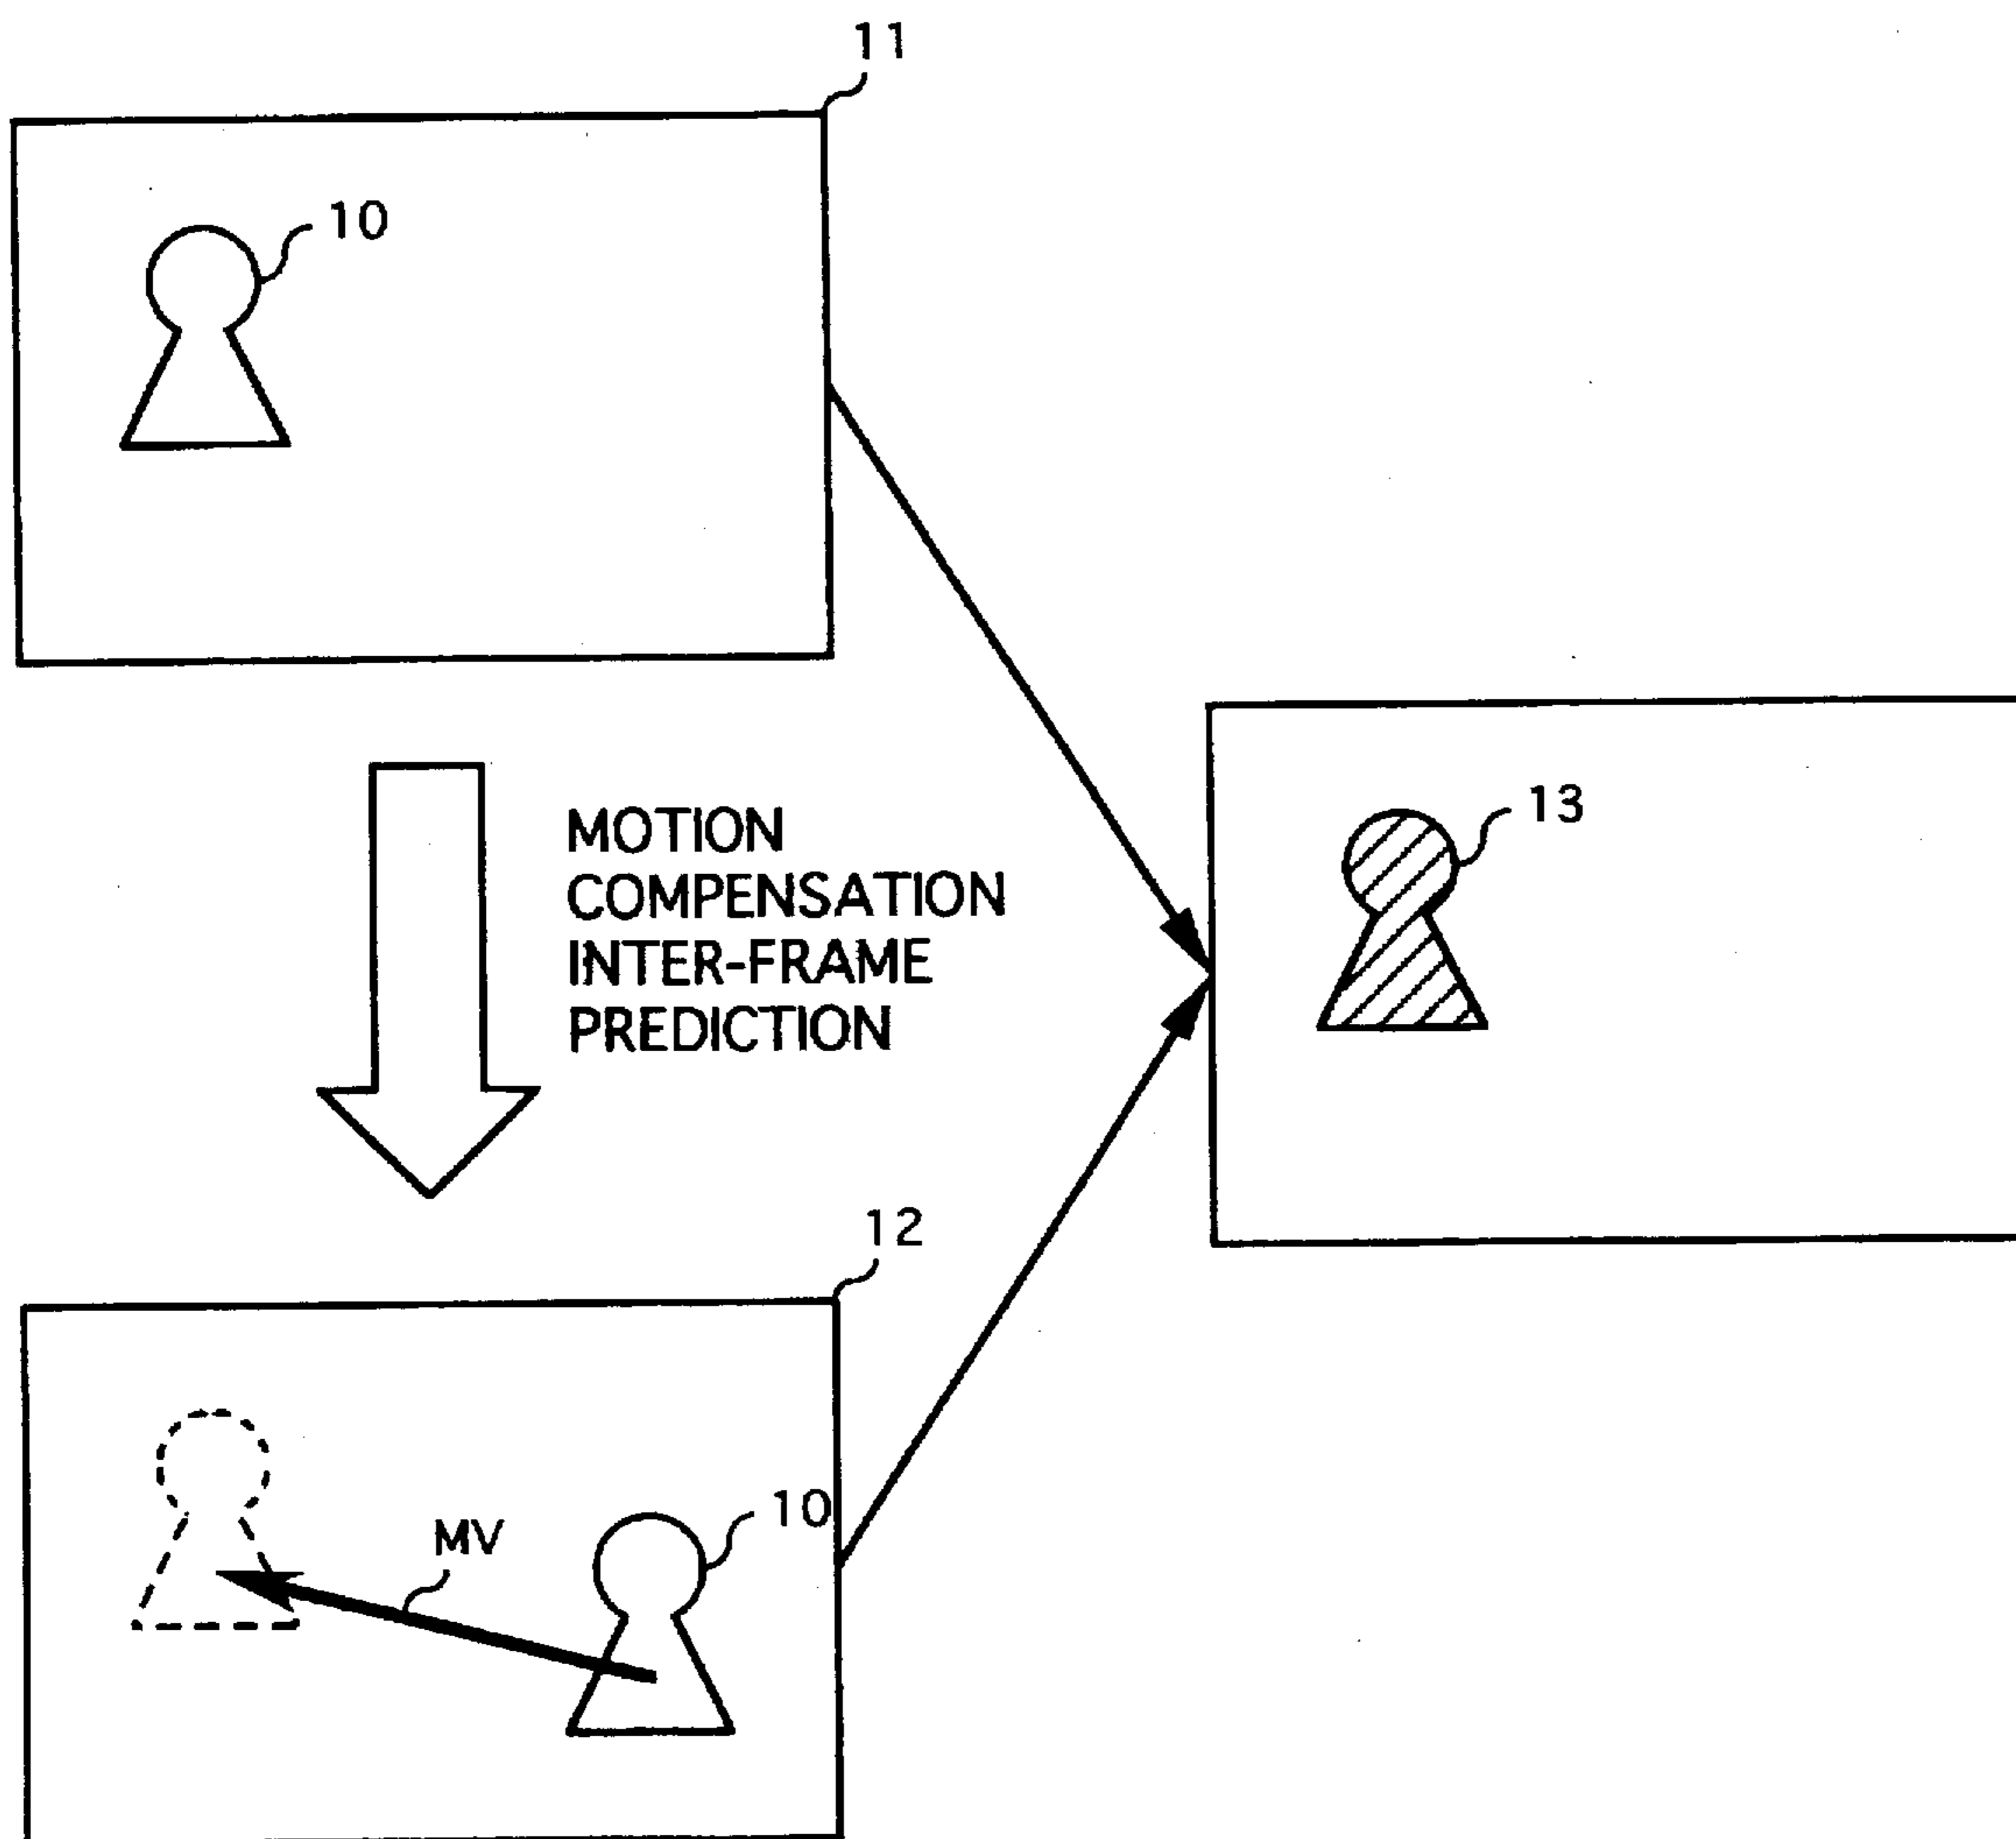 11
10
13
MOTION
COMPENSATION
INTER-FRAME
PREDICTION
12
10
MV